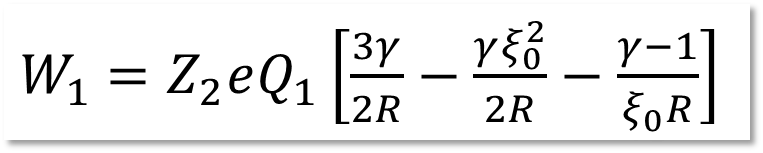 W₁ = Z₂eQ₁ [3γ/2R − γξ₀²/2R − γ−1/ξ₀R]